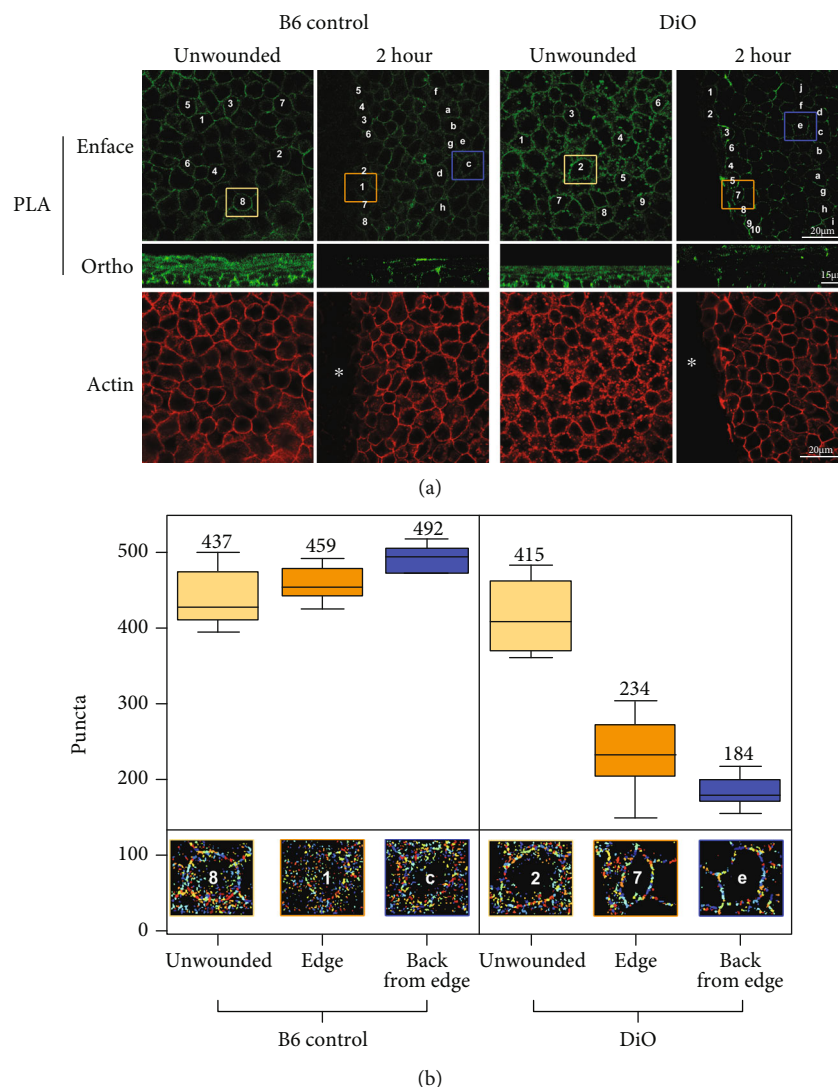 B6 control DiO
Unwounded 2 hour Unwounded 2 hour
PLA
Enface
5 3 7
1
2
6
4
8
5 f
4 a
3 b
6 g e
c
2 d
1
7 h
8
6
3
1 4
2
5
7 8 9
j
1 f d
2 e c
3
6 b
4
5 a
7 g
8 h
9 i
10
20µm
Ortho
15µ
Actin
*
*
20µm
(a)
Puncta
500
400
300
200
100
0
437 459 492 415 234 184
8 1 c 2 7 e
Unwounded Edge Back from edge Unwounded Edge Back from edge
B6 control DiO
(b)